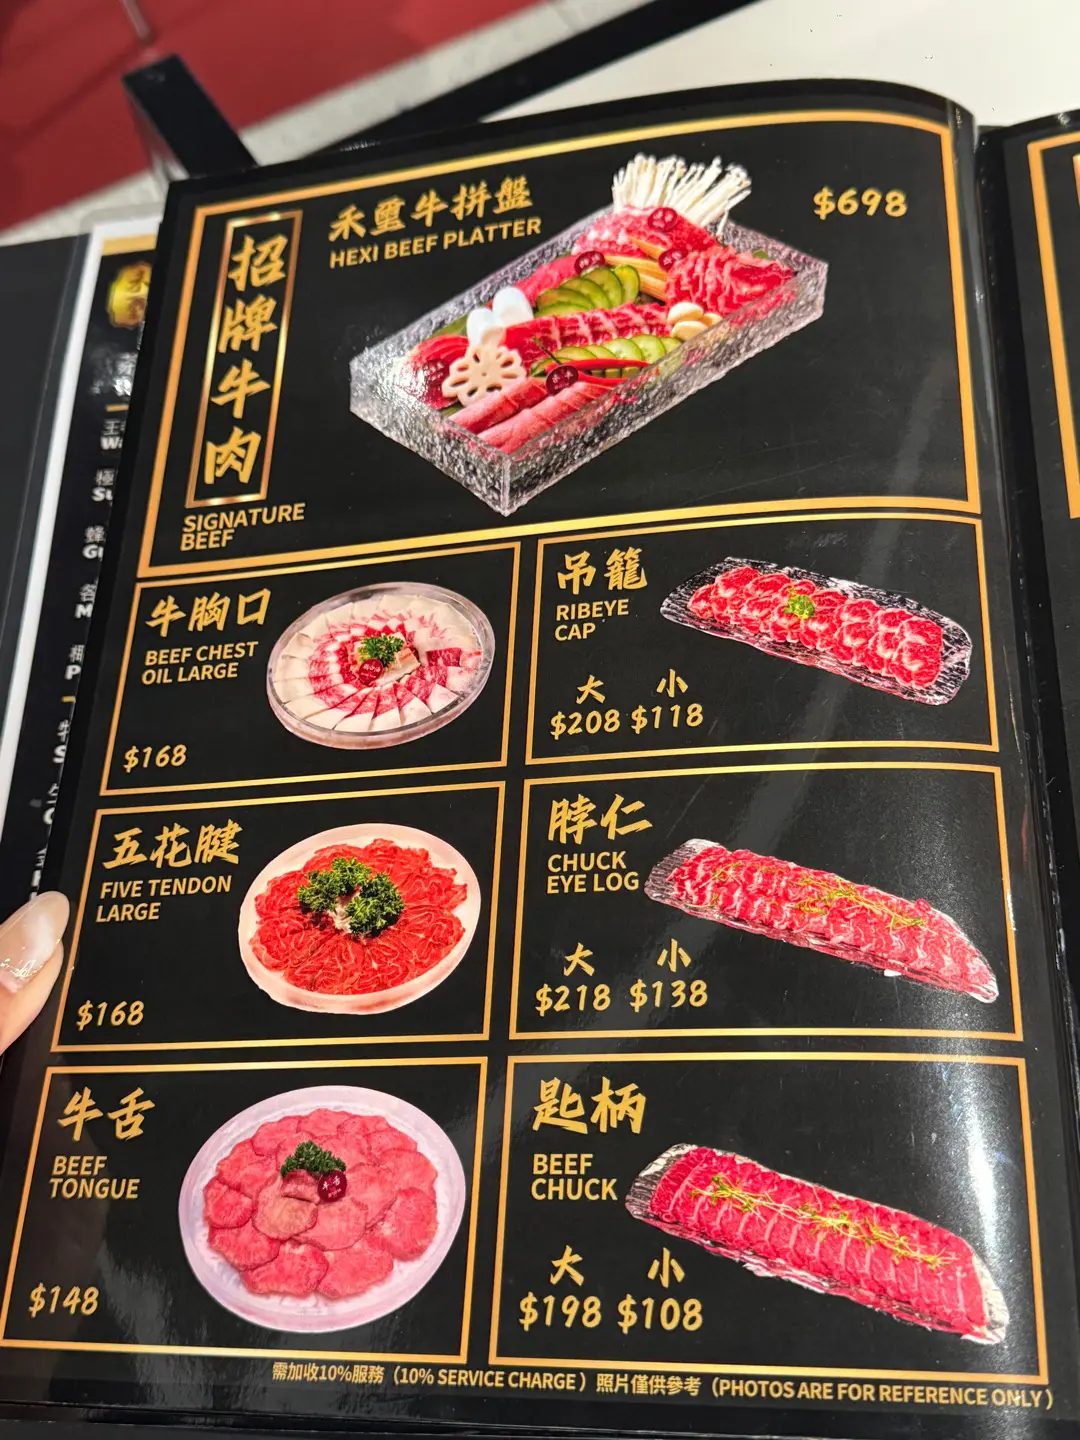 招牌牛肉
SIGNATURE
BEEF
禾璽牛拼盤
HEXI BEEF PLATTER
$698
牛胸口
BEEF CHEST
OIL LARGE
$168
吊籠
RIBEYE
CAP
大 小
$208 $118
五花腱
FIVE TENDON
LARGE
$168
脖仁
CHUCK
EYE LOG
大 小
$218 $138
牛舌
BEEF
TONGUE
$148
匙柄
BEEF
CHUCK
大 小
$198 $108
需加收10%服務（10% SERVICE CHARGE）照片僅供參考（PHOTOS ARE FOR REFERENCE ONLY）